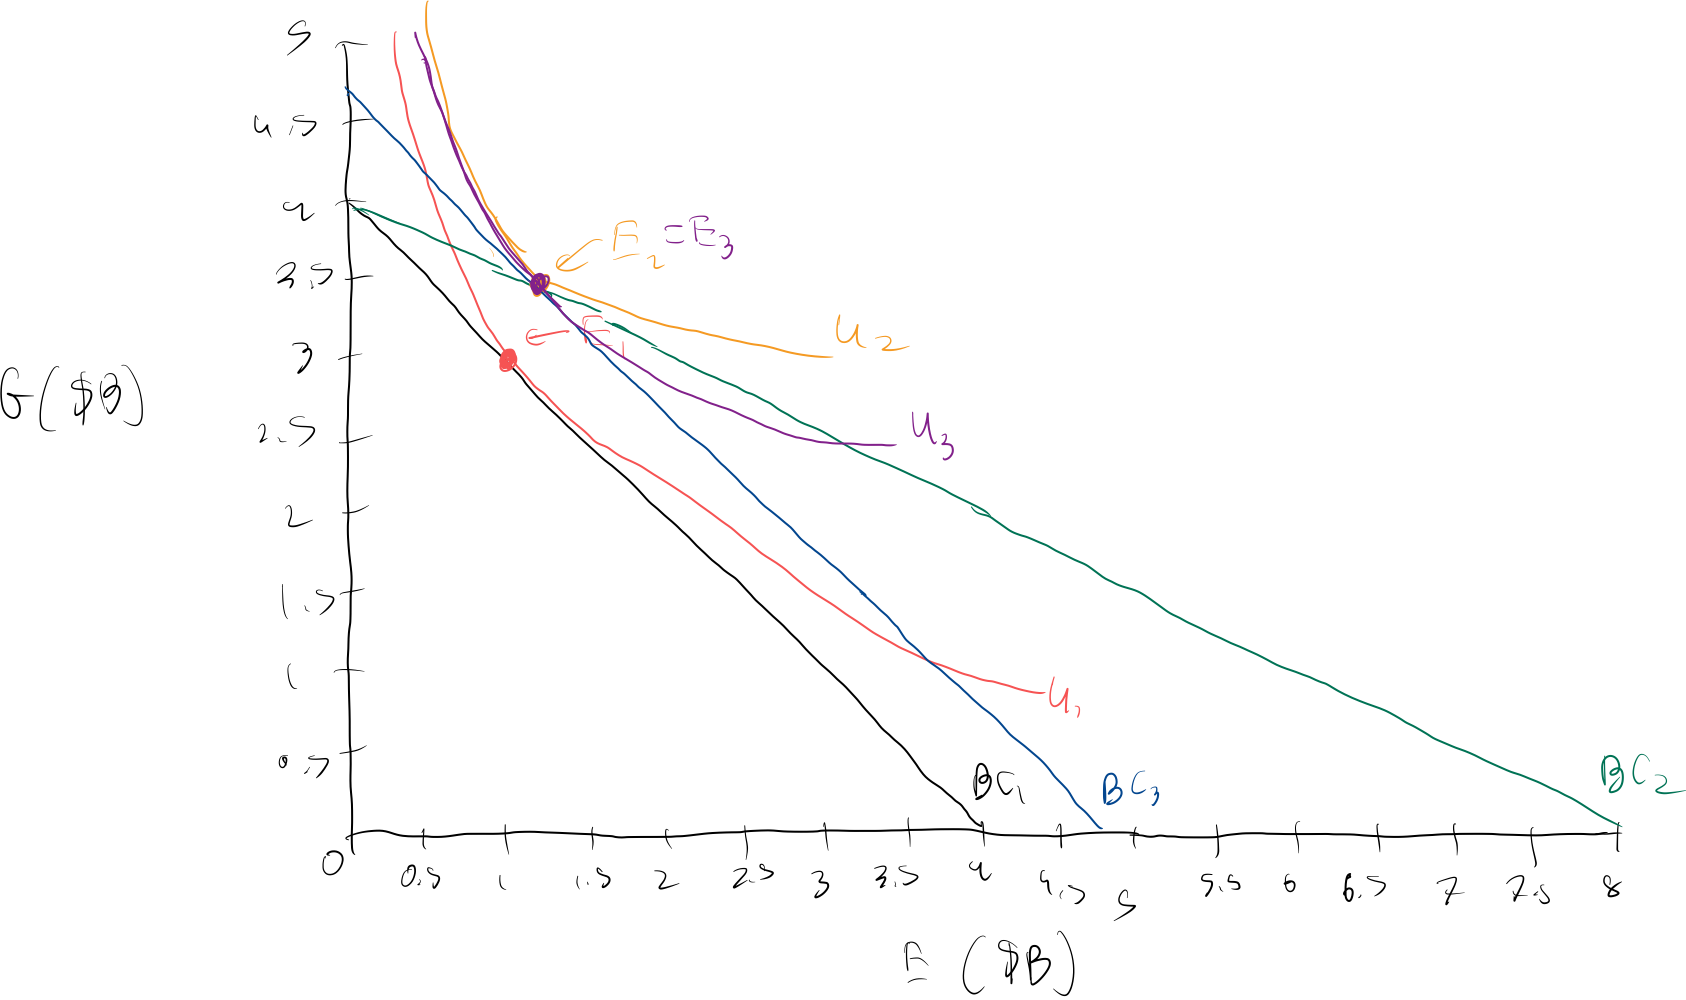 5
4.5
4
3.5
3
2.5
2
1.5
1
0.5
G($B)
E₂ = E₃
E₁
U₂
U₃
U₁
BC₁
BC₃
BC₂
0 0.5 1 1.5 2 2.5 3 3.5 4 4.5 5 5.5 6 6.5 7 7.5 8
E ($B)